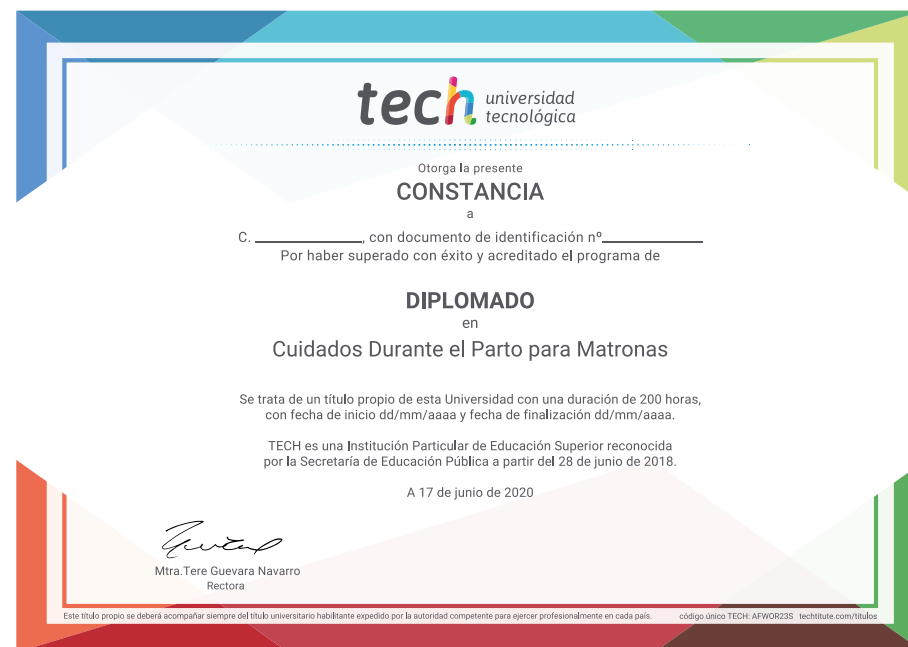 tech universidad
tecnológica
Otorga la presente
CONSTANCIA
a
C. ____________, con documento de identificación nº____________
Por haber superado con éxito y acreditado el programa de
DIPLOMADO
en
Cuidados Durante el Parto para Matronas
Se trata de un título propio de esta Universidad con una duración de 200 horas,
con fecha de inicio dd/mm/aaaa y fecha de finalización dd/mm/aaaa.
TECH es una Institución Particular de Educación Superior reconocida
por la Secretaría de Educación Pública a partir del 28 de junio de 2018.
A 17 de junio de 2020
Mtra.Tere Guevara Navarro
Rectora
Este título propio se deberá acompañar siempre del título universitario habilitante expedido por la autoridad competente para ejercer profesionalmente en cada país. código único TECH: AFWOR23S techtitute.com/titulos